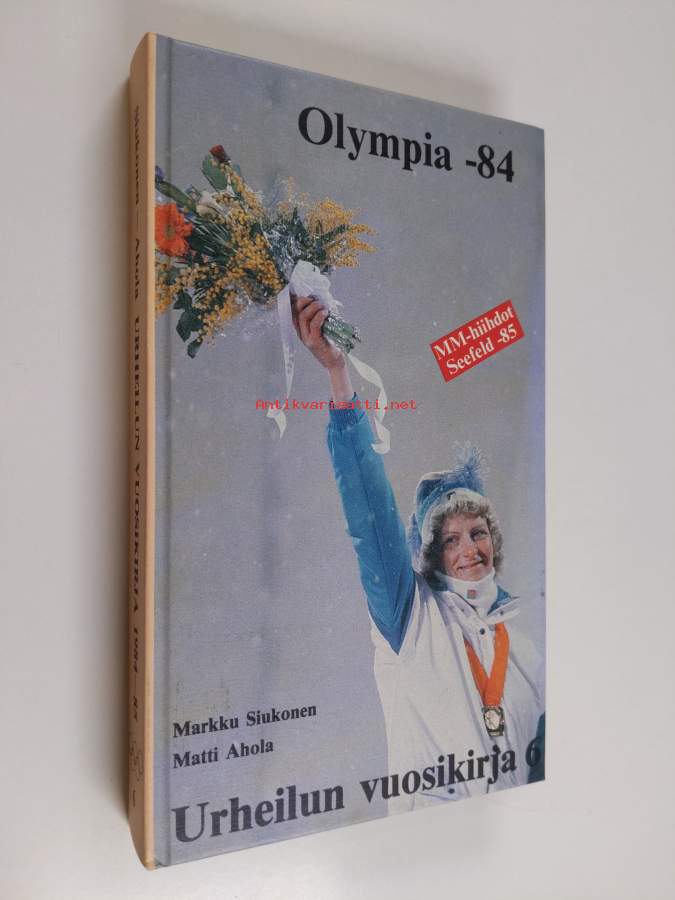 Olympia -84
MM-hiihdot
Seefeld -85
Antikvariaatti.net
Markku Siukonen
Matti Ahola
Urheilun vuosikirja 6
Siukonen - Ahola URHEILUN VUOSIKIRJA 1984 - 85